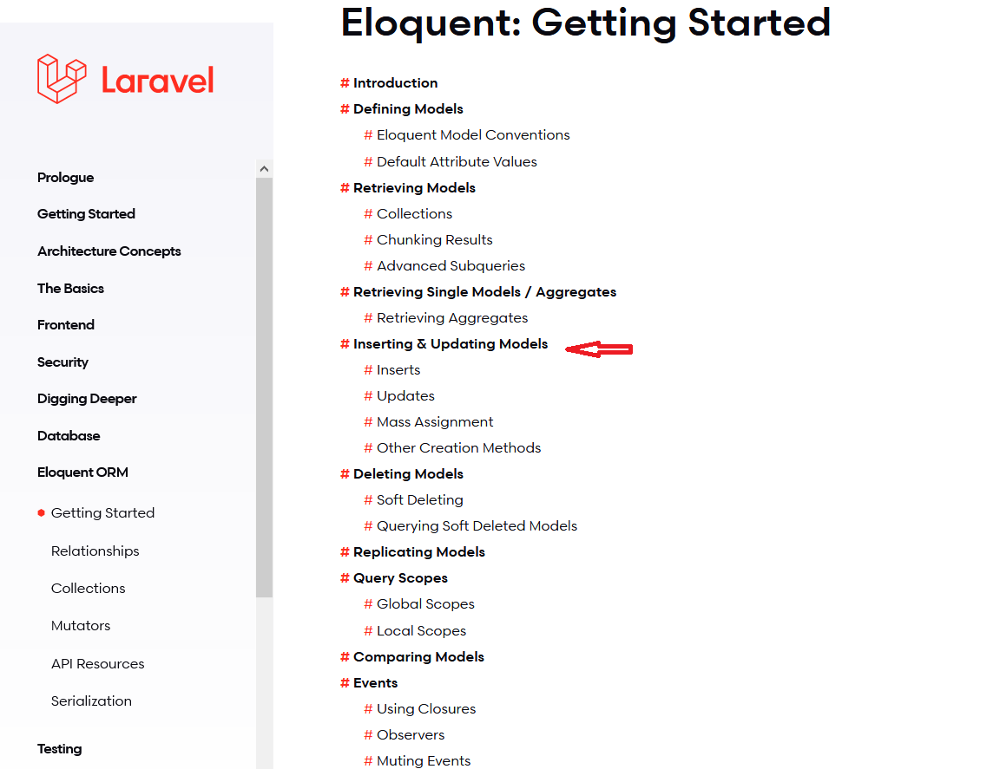 Laravel
Prologue
Getting Started
Architecture Concepts
The Basics
Frontend
Security
Digging Deeper
Database
Eloquent ORM
Getting Started
Relationships
Collections
Mutators
API Resources
Serialization
Testing
Eloquent: Getting Started
# Introduction
# Defining Models
# Eloquent Model Conventions
# Default Attribute Values
# Retrieving Models
# Collections
# Chunking Results
# Advanced Subqueries
# Retrieving Single Models / Aggregates
# Retrieving Aggregates
# Inserting & Updating Models
# Inserts
# Updates
# Mass Assignment
# Other Creation Methods
# Deleting Models
# Soft Deleting
# Querying Soft Deleted Models
# Replicating Models
# Query Scopes
# Global Scopes
# Local Scopes
# Comparing Models
# Events
# Using Closures
# Observers
# Muting Events